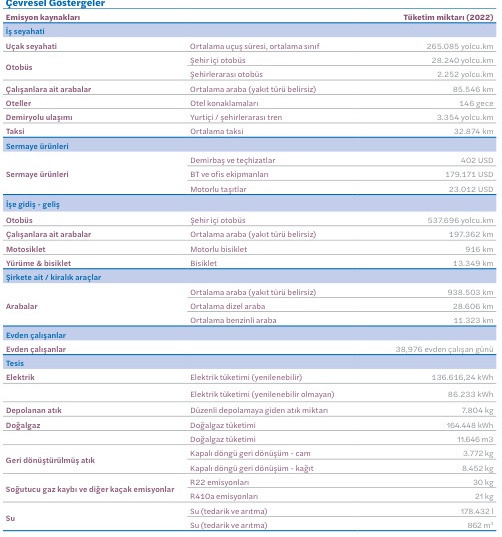 Çevresel Göstergeler
Emisyon kaynakları Tüketim miktarı (2022)
İş seyahati
Uçak seyahati Ortalama uçuş süresi, ortalama sınıf 265.085 yolcu.km
Otobüs Şehir içi otobüs 28.240 yolcu.km
Şehirlerarası otobüs 2.252 yolcu.km
Çalışanlara ait arabalar Ortalama araba (yakıt türü belirsiz) 85.546 km
Oteller Otel konaklamaları 146 gece
Demiryolu ulaşımı Yurtiçi / şehirlerarası tren 3.354 yolcu.km
Taksi Ortalama taksi 32.874 km
Sermaye ürünleri
Sermaye ürünleri Demirbaş ve teçhizatlar 402 USD
BT ve ofis ekipmanları 179.171 USD
Motorlu taşıtlar 23.012 USD
İşe gidiş - geliş
Otobüs Şehir içi otobüs 537.696 yolcu.km
Çalışanlara ait arabalar Ortalama araba (yakıt türü belirsiz) 197.362 km
Motosiklet Motorlu bisiklet 916 km
Yürüme & bisiklet Bisiklet 13.349 km
Şirkete ait / kiralık araçlar
Arabalar Ortalama araba (yakıt türü belirsiz) 938.503 km
Ortalama dizel araba 28.606 km
Ortalama benzinli araba 11.323 km
Evden çalışanlar
Evden çalışanlar 38,976 evden çalışan günü
Tesis
Elektrik Elektrik tüketimi (yenilenebilir) 136.616,24 kWh
Elektrik tüketimi (yenilenebilir olmayan) 86.233 kWh
Depolanan atık Düzenli depolamaya giden atık miktarı 7.804 kg
Doğalgaz Doğalgaz tüketimi 164.448 kWh
Doğalgaz tüketimi 11.646 m3
Geri dönüştürülmüş atık Kapalı döngü geri dönüşüm - cam 3.772 kg
Kapalı döngü geri dönüşüm - kağıt 8.452 kg
Soğutucu gaz kaybı ve diğer kaçak emisyonlar R22 emisyonları 30 kg
R410a emisyonları 21 kg
Su Su (tedarik ve arıtma) 178.432 l
Su (tedarik ve arıtma) 862 m³